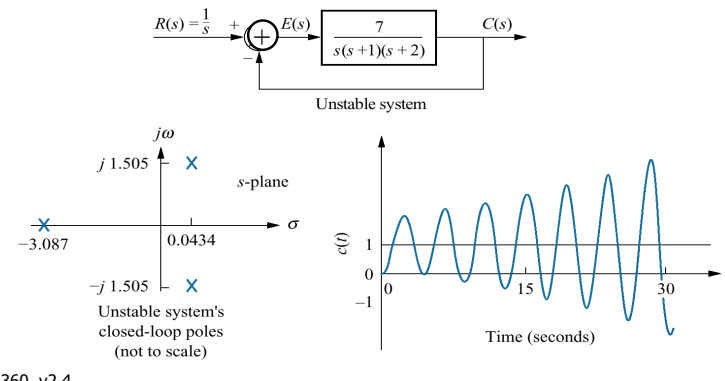 R(s) = 1/s
+
−
E(s)
7
s(s +1)(s + 2)
C(s)
Unstable system
jω
j 1.505
s-plane
σ
−3.087
0.0434
−j 1.505
Unstable system's
closed-loop poles
(not to scale)
c(t)
1
0
−1
0
15
30
Time (seconds)